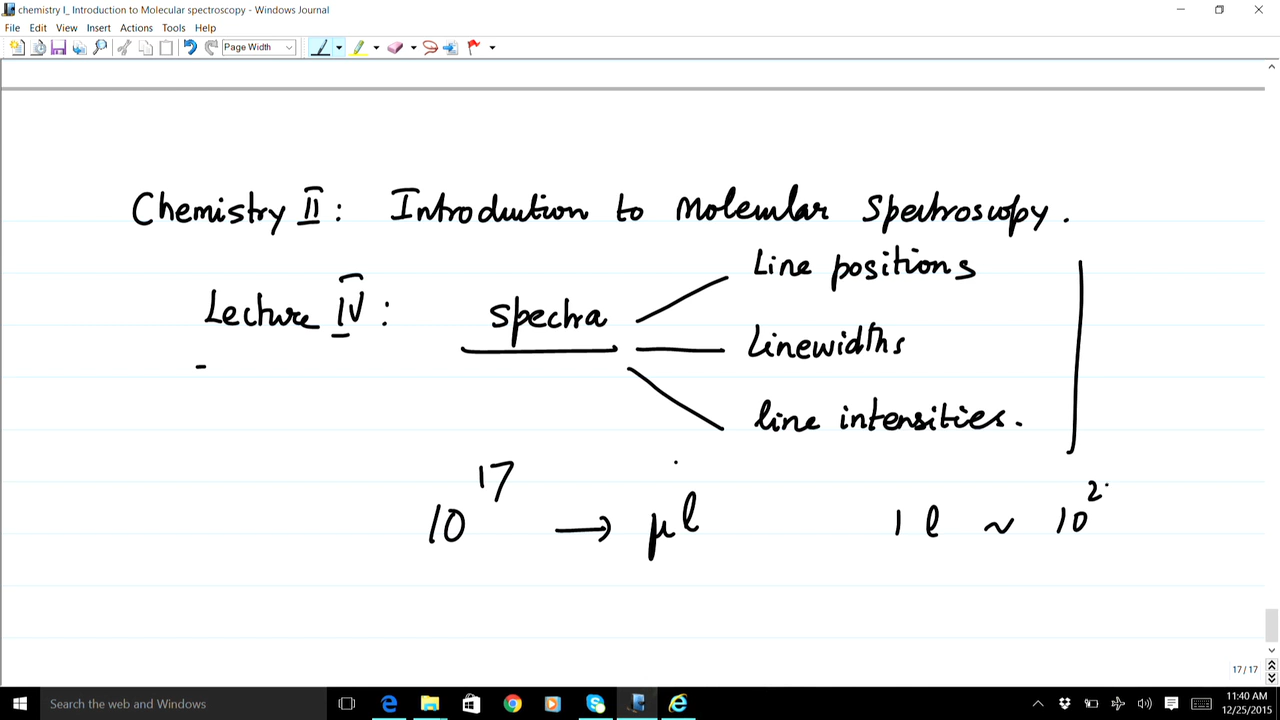 chemistry I_ Introduction to Molecular spectroscopy - Windows Journal
File Edit View Insert Actions Tools Help
Page Width
Chemistry II : Introduction to Molecular Spectroscopy.
Line positions
Lecture IV : Spectra
Linewidths
line intensities.
10^17 → μl 1 l ~ 10^2
17 / 17
Search the web and Windows
11:40 AM
12/25/2015